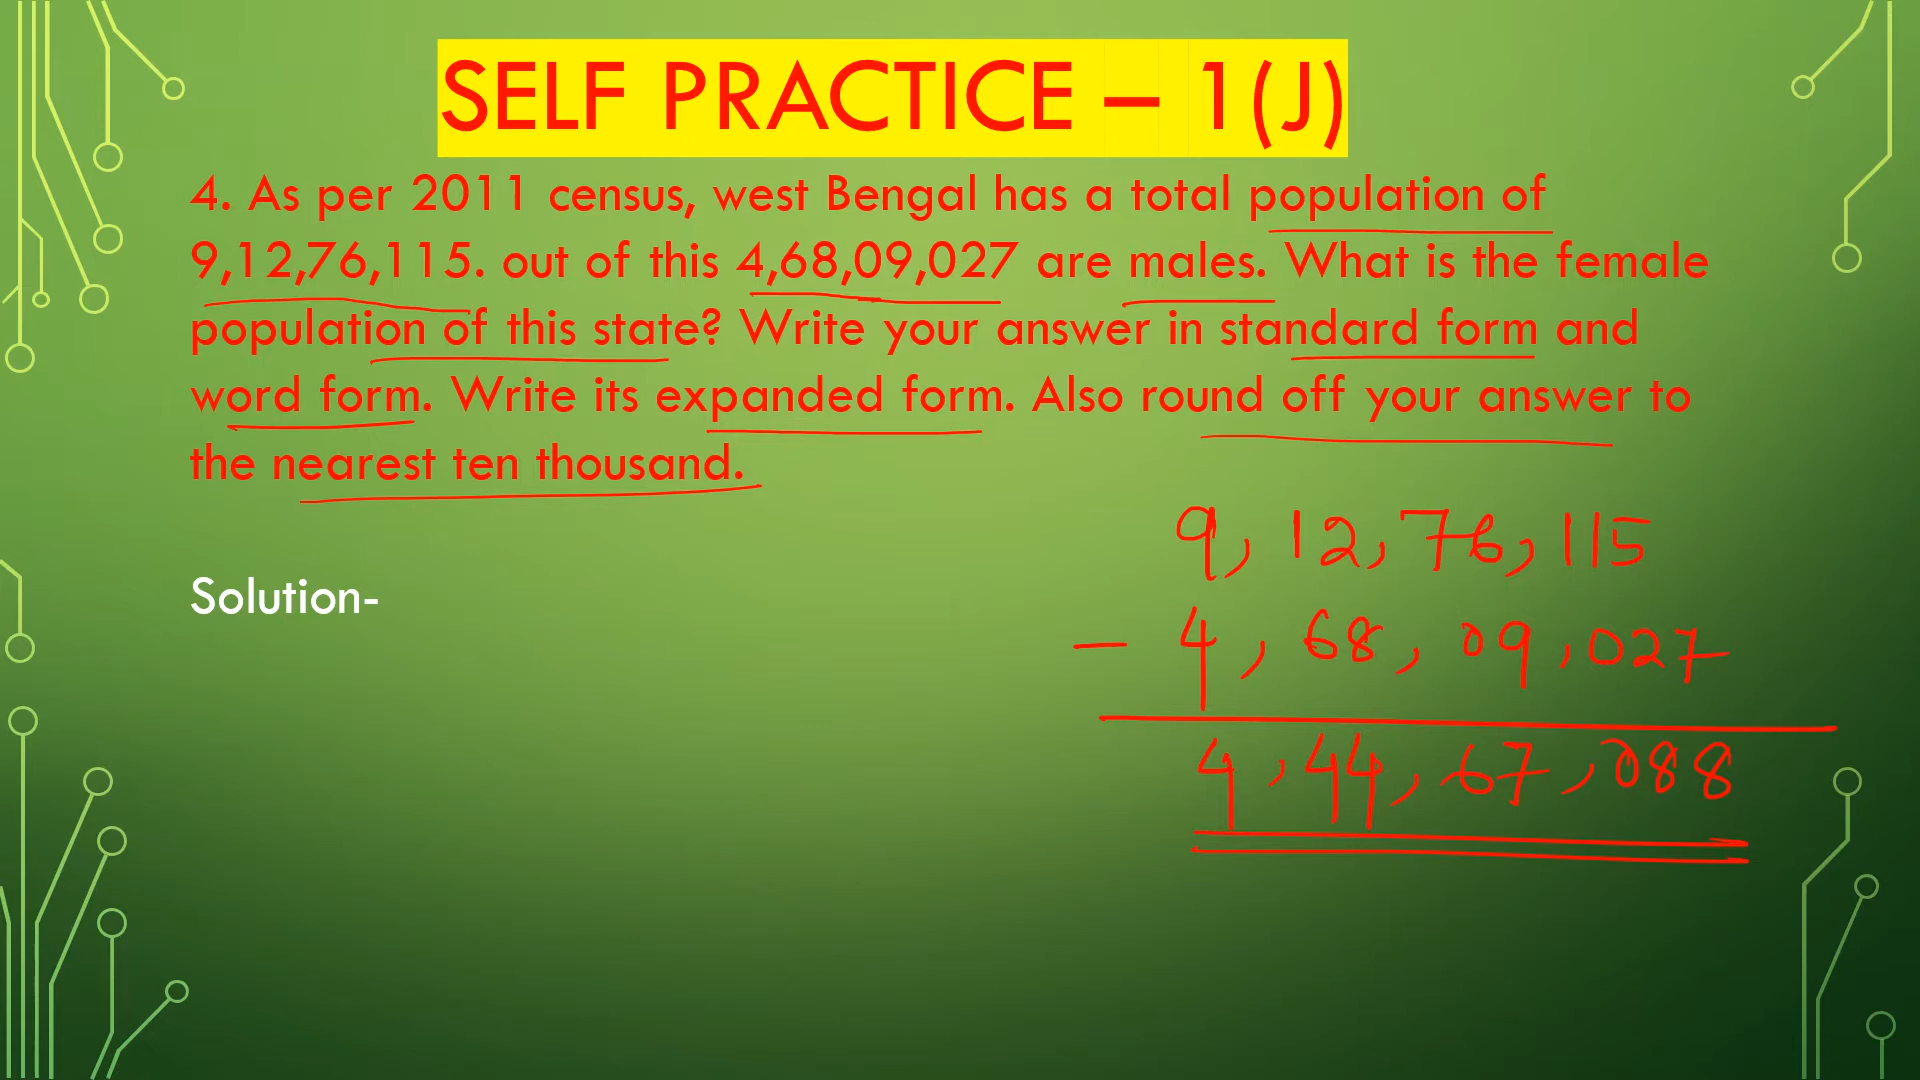 SELF PRACTICE – 1(J)
4. As per 2011 census, west Bengal has a total population of
9,12,76,115. out of this 4,68,09,027 are males. What is the female
population of this state? Write your answer in standard form and
word form. Write its expanded form. Also round off your answer to
the nearest ten thousand.
Solution-
9,12,76,115
- 4,68,09,027
4,44,67,088